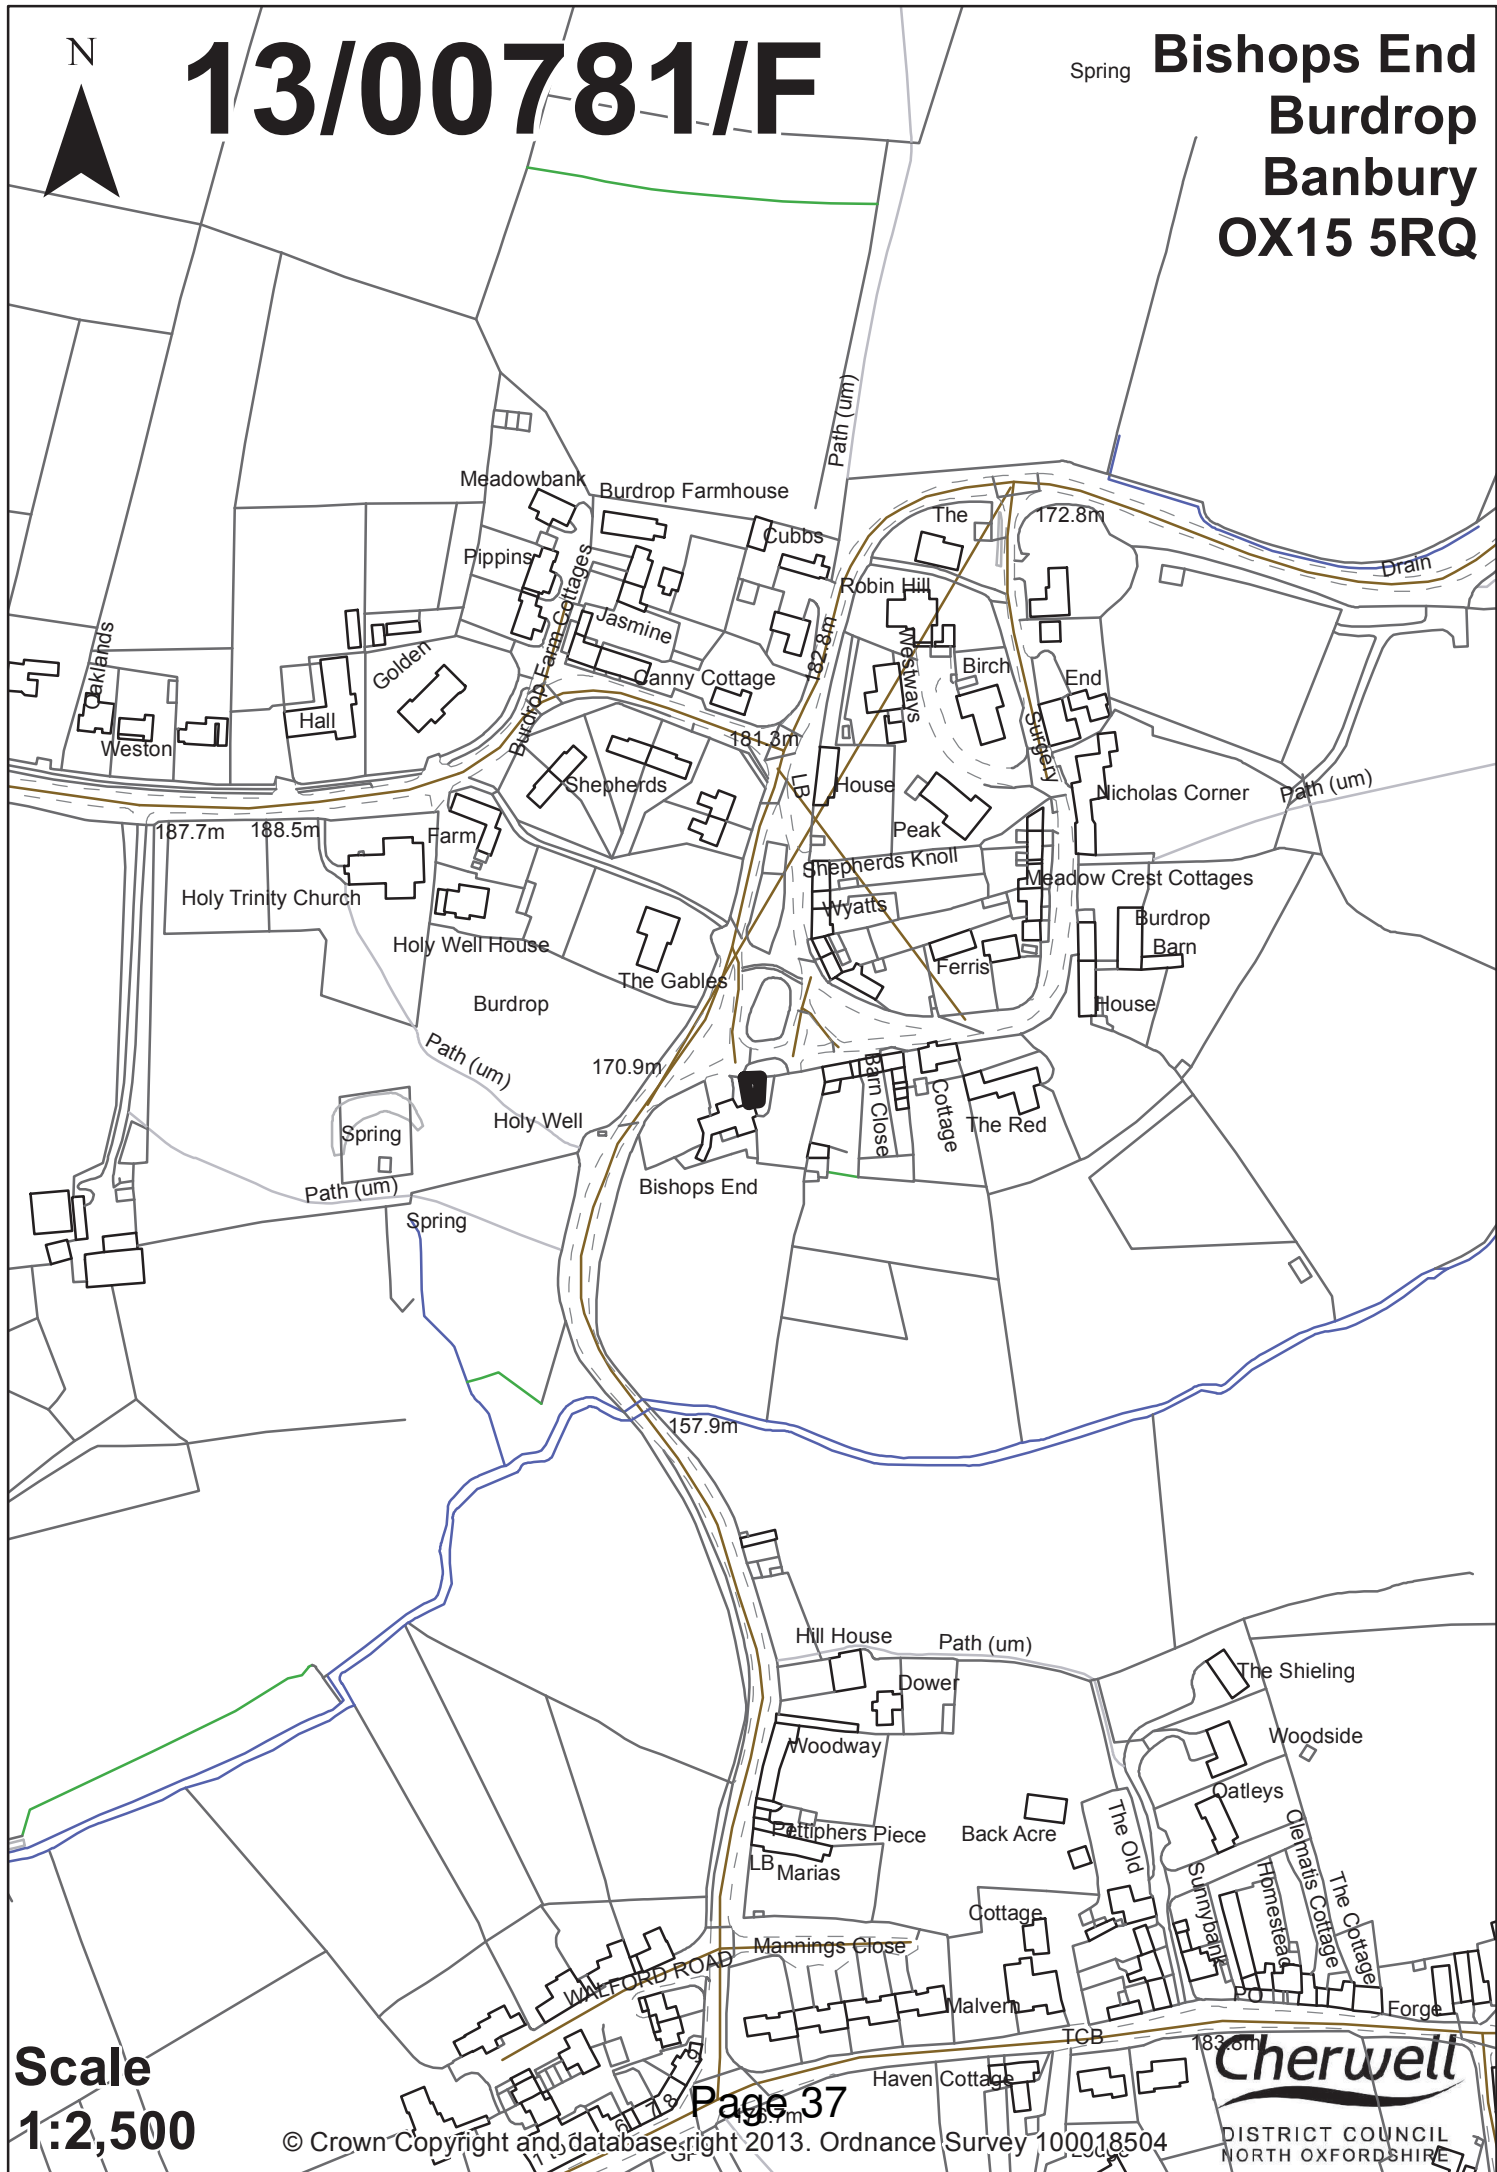 N
13/00781/F
Spring
Bishops End
Burdrop
Banbury
OX15 5RQ
Path (um)
Meadowbank
Burdrop Farmhouse
The
172.8m
Cubbs
Pippins
Drain
Robin Hill
Burdrop Farm Cottages
Jasmine
182.8m
Westways
Oaklands
Golden
Canny Cottage
Birch
End
Hall
Weston
181.3m
Surgery
Shepherds
LB
House
Nicholas Corner
Path (um)
187.7m
188.5m
Farm
Peak
Shepherds Knoll
Meadow Crest Cottages
Holy Trinity Church
Wyatts
Burdrop
Barn
Holy Well House
The Gables
Ferris
Burdrop
House
Path (um)
170.9m
Barn Close
Cottage
Holy Well
The Red
Spring
Bishops End
Path (um)
Spring
157.9m
Hill House
Path (um)
Dower
The Shieling
Woodway
Woodside
Oatleys
Pettiphers Piece
Back Acre
The Old
LB
Marias
Sunnybank
Homestead
Clematis Cottage
The Cottage
Cottage
Mannings Close
WALFORD ROAD
Malvern
PO
Forge
TCB
183.8m
Scale
1:2,500
9
8
7
6
Haven Cottage
Page 37
Cherwell
DISTRICT COUNCIL
NORTH OXFORDSHIRE
© Crown Copyright and database right 2013. Ordnance Survey 100018504